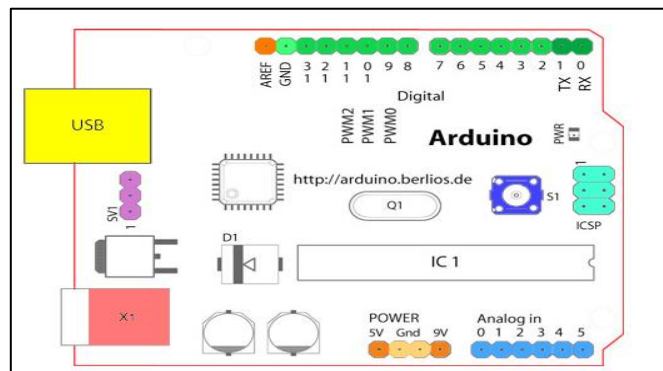 AREF
GND
13
12
11
10
9
8
7
6
5
4
3
2
1
0
TX
RX
Digital
PWM2
PWM1
PWM0
USB
Arduino
PWR
1
http://arduino.berlios.de
Q1
S1
ICSP
SV1
1
D1
IC 1
X1
POWER
5V Gnd 9V
Analog in
0 1 2 3 4 5